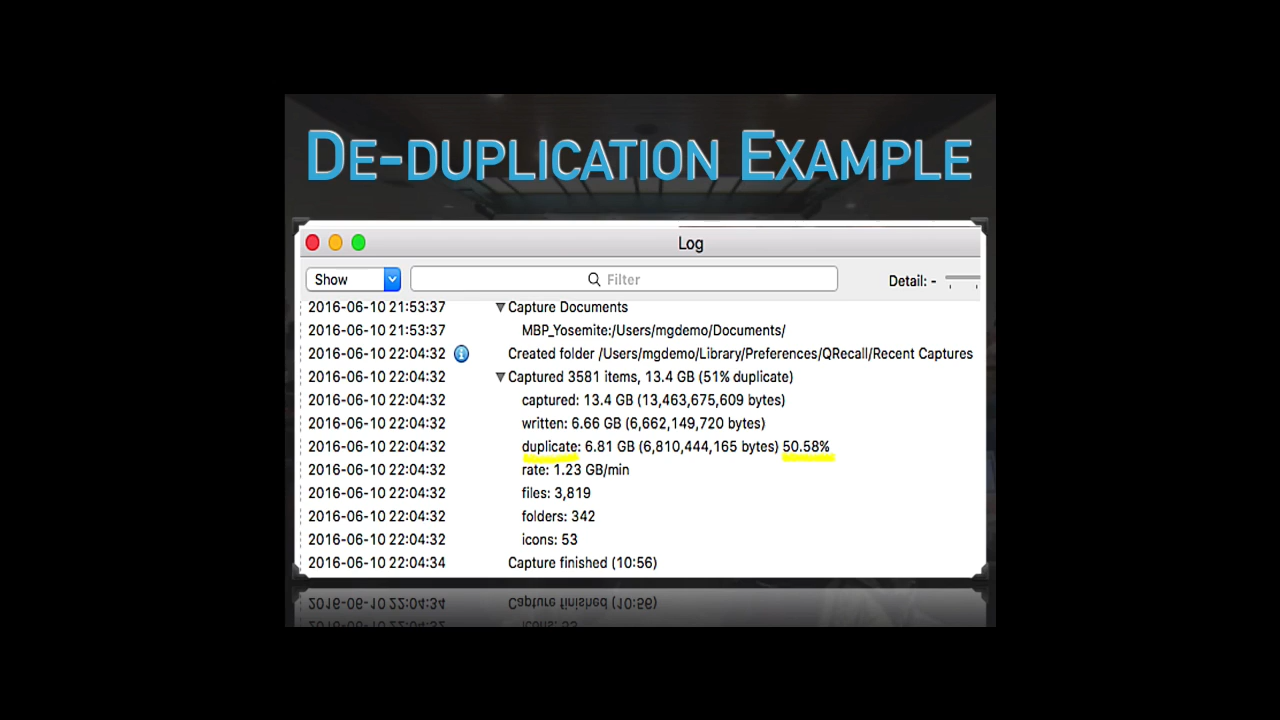 DE-DUPLICATION EXAMPLE
Log
Show Filter Detail: -
2016-06-10 21:53:37 Capture Documents
2016-06-10 21:53:37 MBP_Yosemite:/Users/mgdemo/Documents/
2016-06-10 22:04:32 Created folder /Users/mgdemo/Library/Preferences/QRecall/Recent Captures
2016-06-10 22:04:32 Captured 3581 items, 13.4 GB (51% duplicate)
2016-06-10 22:04:32 captured: 13.4 GB (13,463,675,609 bytes)
2016-06-10 22:04:32 written: 6.66 GB (6,662,149,720 bytes)
2016-06-10 22:04:32 duplicate: 6.81 GB (6,810,444,165 bytes) 50.58%
2016-06-10 22:04:32 rate: 1.23 GB/min
2016-06-10 22:04:32 files: 3,819
2016-06-10 22:04:32 folders: 342
2016-06-10 22:04:32 icons: 53
2016-06-10 22:04:34 Capture finished (10:56)